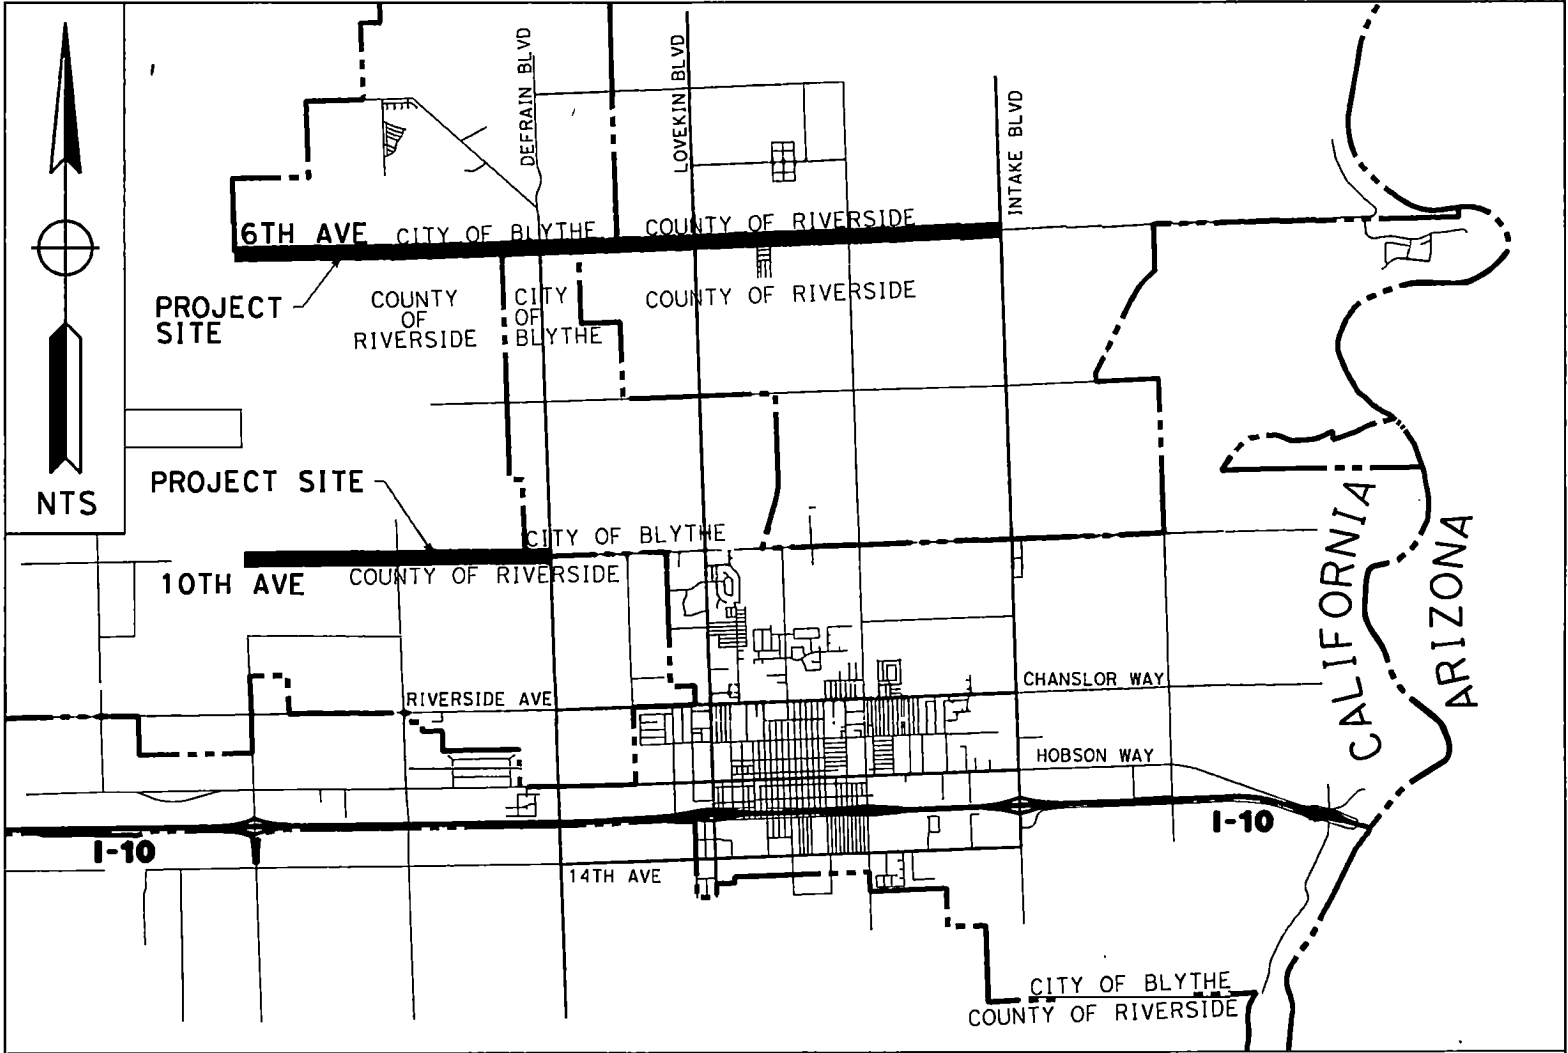 DEFRAIN BLVD
LOVEKIN BLVD
INTAKE BLVD
6TH AVE
CITY OF BLYTHE
COUNTY OF RIVERSIDE
PROJECT
SITE
COUNTY
OF
RIVERSIDE
CITY
OF
BLYTHE
COUNTY OF RIVERSIDE
NTS
PROJECT SITE
CITY OF BLYTHE
10TH AVE
COUNTY OF RIVERSIDE
CALIFORNIA
ARIZONA
RIVERSIDE AVE
CHANSLOR WAY
HOBSON WAY
I-10
I-10
14TH AVE
CITY OF BLYTHE
COUNTY OF RIVERSIDE